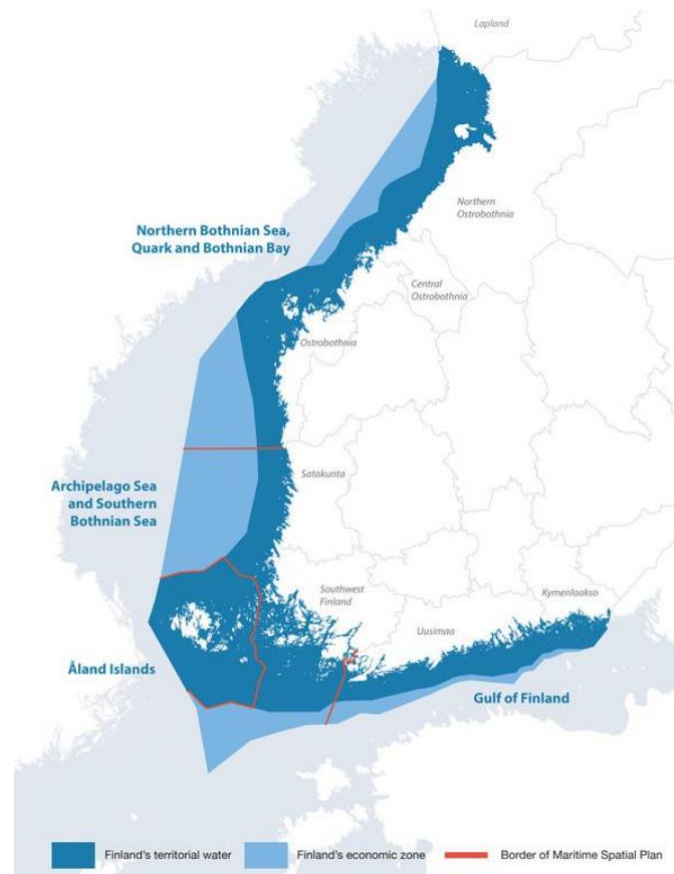 Lapland
Northern Bothnian Sea,
Quark and Bothnian Bay
Northern
Ostrobothnia
Central
Ostrobothnia
Ostrobothnia
Archipelago Sea
and Southern
Bothnian Sea
Satakunta
Southwest
Finland
Kymenlaakso
Uusimaa
Åland Islands
Gulf of Finland
Finland's territorial water
Finland's economic zone
Border of Maritime Spatial Plan